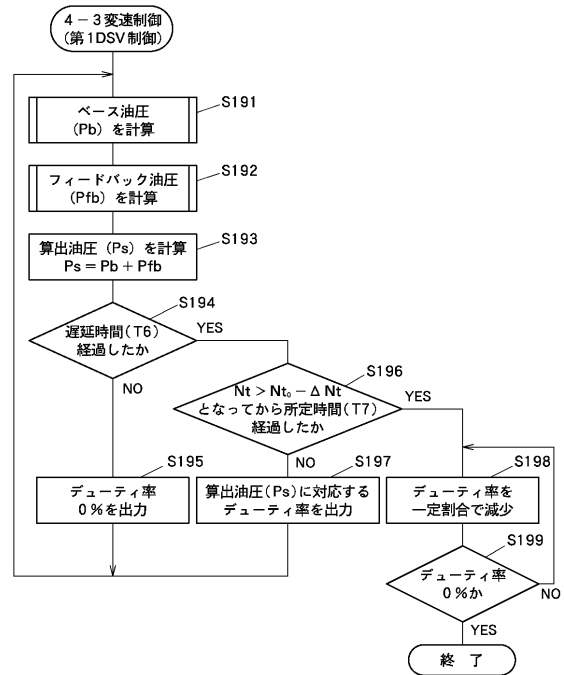 4－3変速制御
(第1DSV制御)
S191
ベース油圧
(Pb) を計算
S192
フィードバック油圧
(Pfb) を計算
S193
算出油圧 (Ps) を計算
Ps = Pb + Pfb
S194
遅延時間(T6)
経過したか
YES
NO
S196
Nt > Nt₀ − Δ Nt
となってから所定時間(T7)
経過したか
YES
NO
S195
デューティ率
0 %を出力
S197
算出油圧(Ps)に対応する
デューティ率を出力
S198
デューティ率を
一定割合で減少
S199
デューティ率
0 %か
NO
YES
終 了